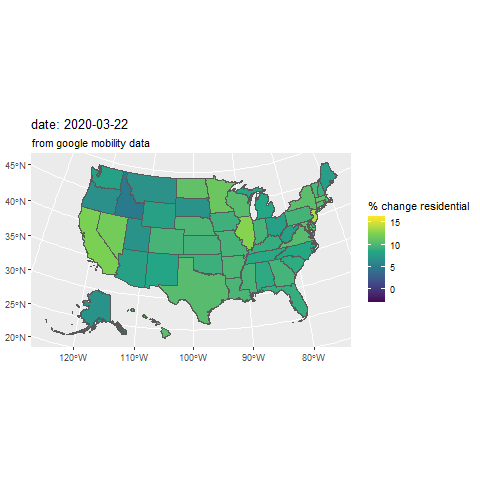 date: 2020-03-22
from google mobility data
45°N
40°N
35°N
30°N
25°N
20°N
120°W 110°W 100°W 90°W 80°W
% change residential
15
10
5
0